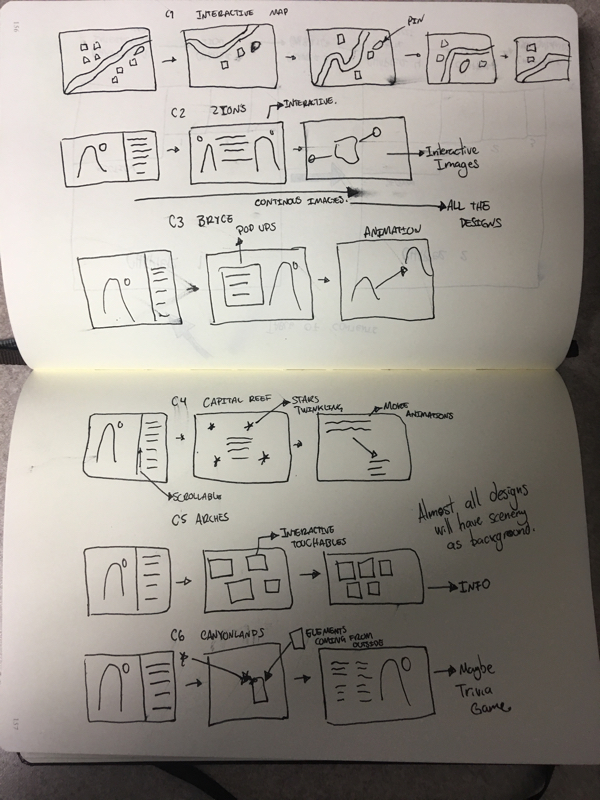 C1 INTERACTIVE MAP
PIN
C2 ZIONS
INTERACTIVE.
Interactive
Images
CONTINOUS IMAGES.
ALL THE
DESIGNS
C3 BRYCE
POP UPS
ANIMATION
C4 CAPITAL REEF
STARS
TWINKLING
MORE
ANIMATIONS
SCROLLABLE
C5 ARCHES
INTERACTIVE
TOUCHABLES
Almost all designs
will have scenery
as background.
INFO
C6 CANYONLANDS
ELEMENTS
COMING FROM
OUTSIDE
Maybe
Trivia
Game